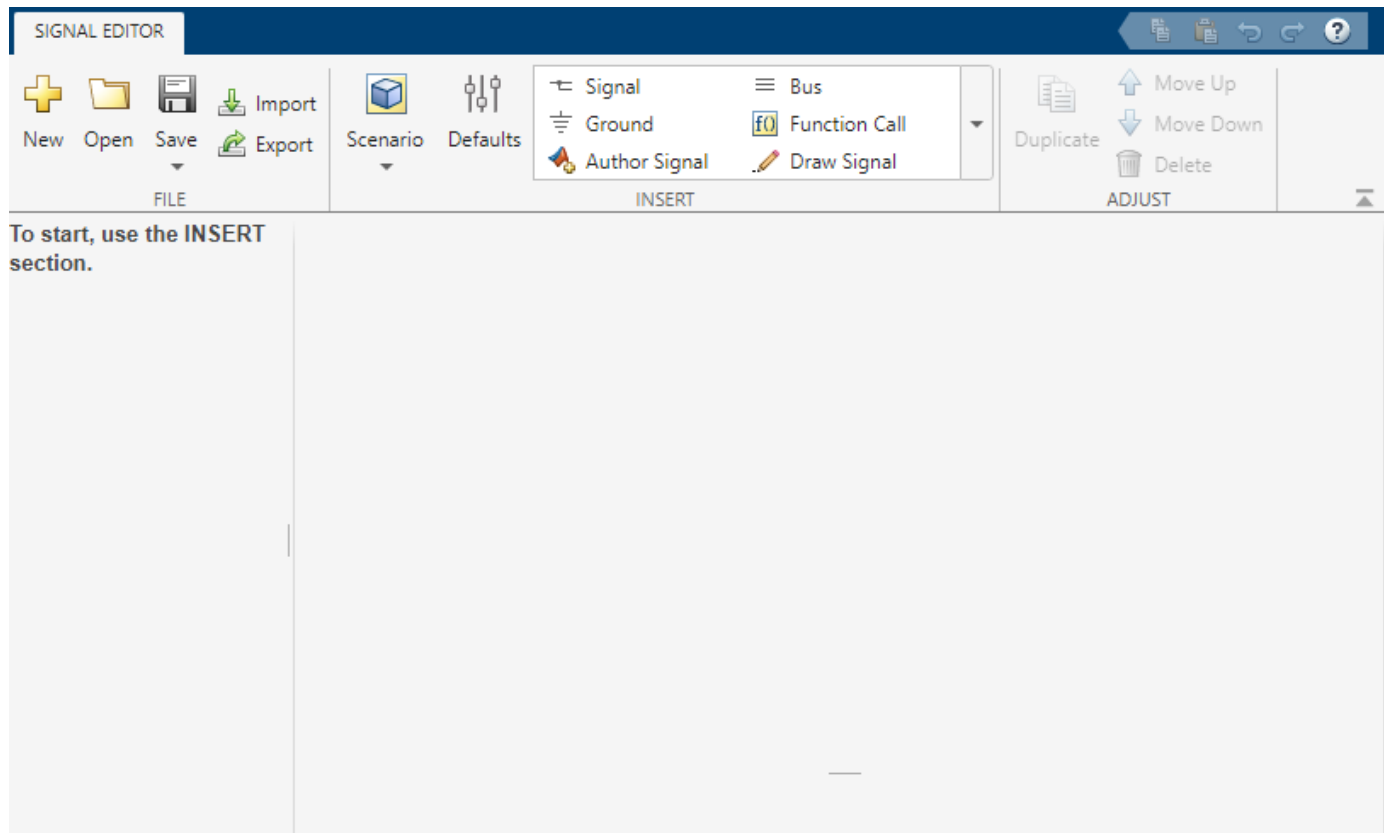 SIGNAL EDITOR
?
New Open Save Import Export
Scenario Defaults
Signal Bus
Ground f() Function Call
Author Signal Draw Signal
Duplicate
Move Up
Move Down
Delete
FILE INSERT ADJUST
To start, use the INSERT
section.